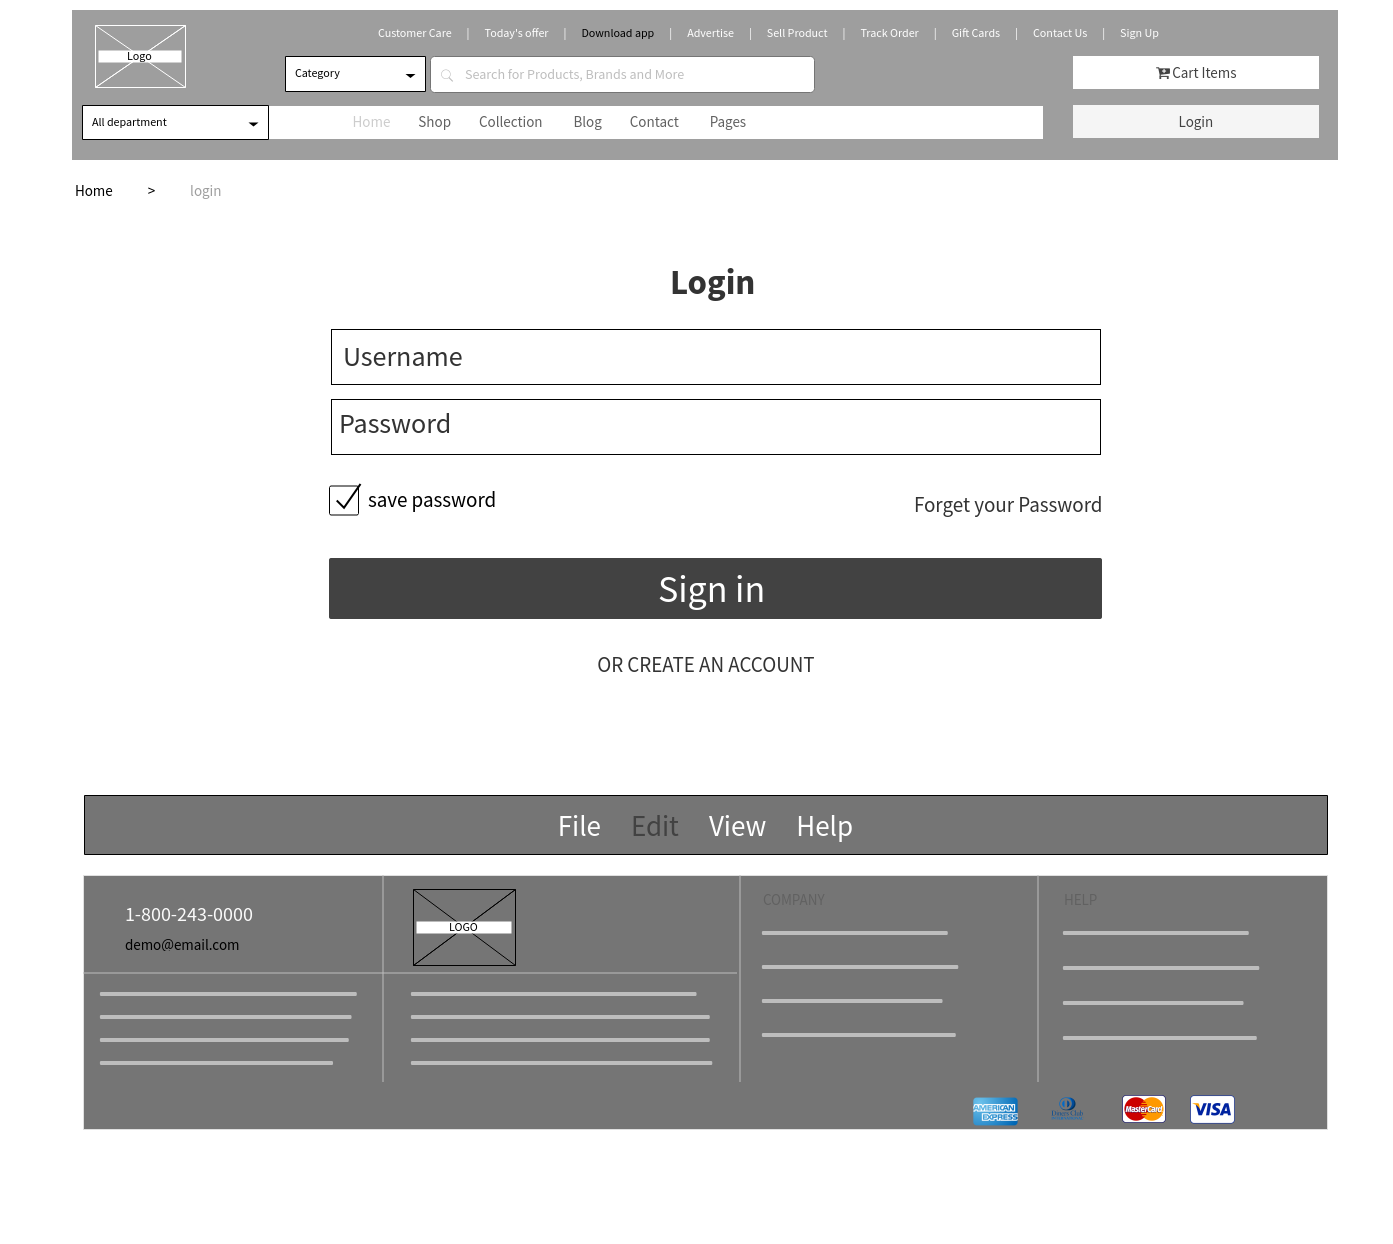 Customer Care | Today's offer | Download app | Advertise | Sell Product | Track Order | Gift Cards | Contact Us | Sign Up
Logo
Category
Search for Products, Brands and More
Cart Items
All department
Home Shop Collection Blog Contact Pages
Login
Home > login
Login
Username
Password
save password
Forget your Password
Sign in
OR CREATE AN ACCOUNT
File Edit View Help
1-800-243-0000
demo@email.com
LOGO
COMPANY
HELP
AMERICAN EXPRESS
Diners Club
MasterCard
VISA